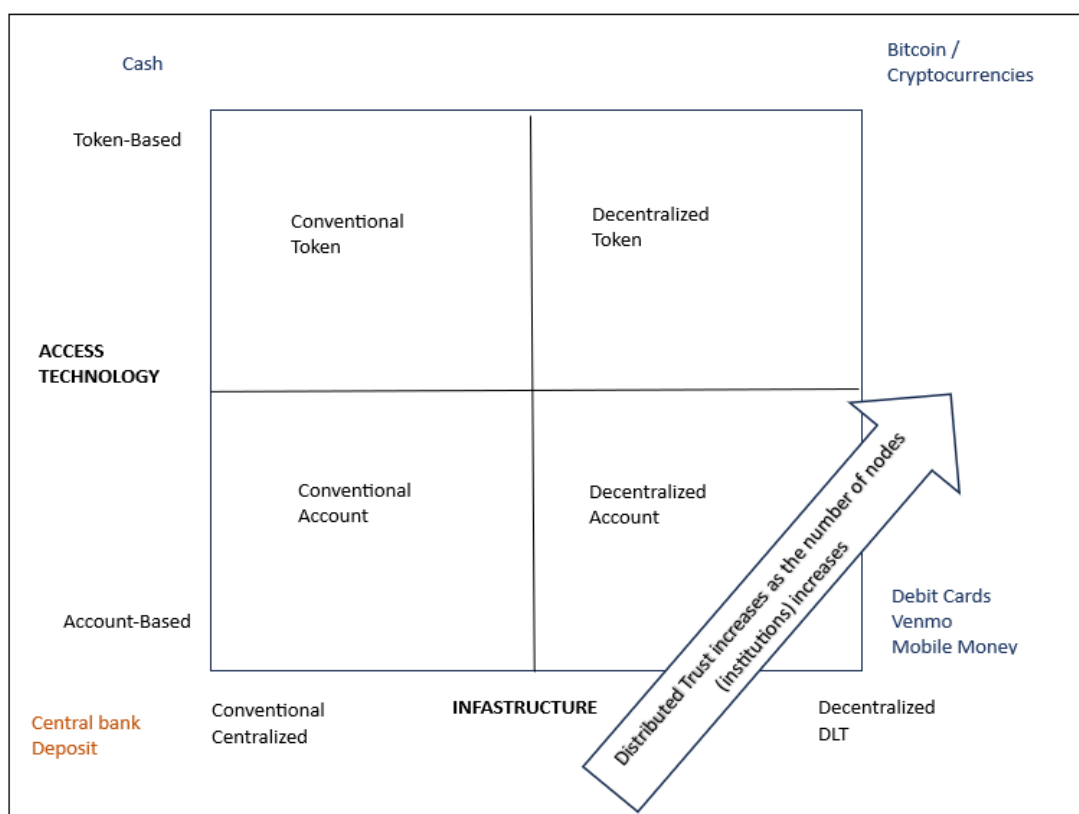 Cash
Bitcoin /
Cryptocurrencies
Token-Based
Conventional
Token
Decentralized
Token
ACCESS
TECHNOLOGY
Conventional
Account
Decentralized
Account
Distributed Trust increases as the number of nodes
(institutions) increases
Account-Based
Debit Cards
Venmo
Mobile Money
Central bank
Deposit
Conventional
Centralized
INFASTRUCTURE
Decentralized
DLT